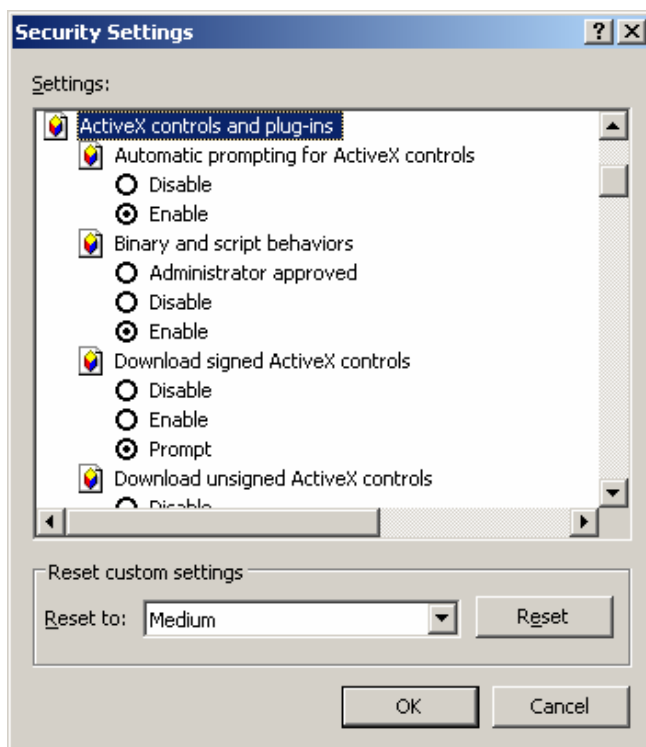 Security Settings
Settings:
ActiveX controls and plug-ins
Automatic prompting for ActiveX controls
Disable
Enable
Binary and script behaviors
Administrator approved
Disable
Enable
Download signed ActiveX controls
Disable
Enable
Prompt
Download unsigned ActiveX controls
Disable
Reset custom settings
Reset to: Medium Reset
OK Cancel